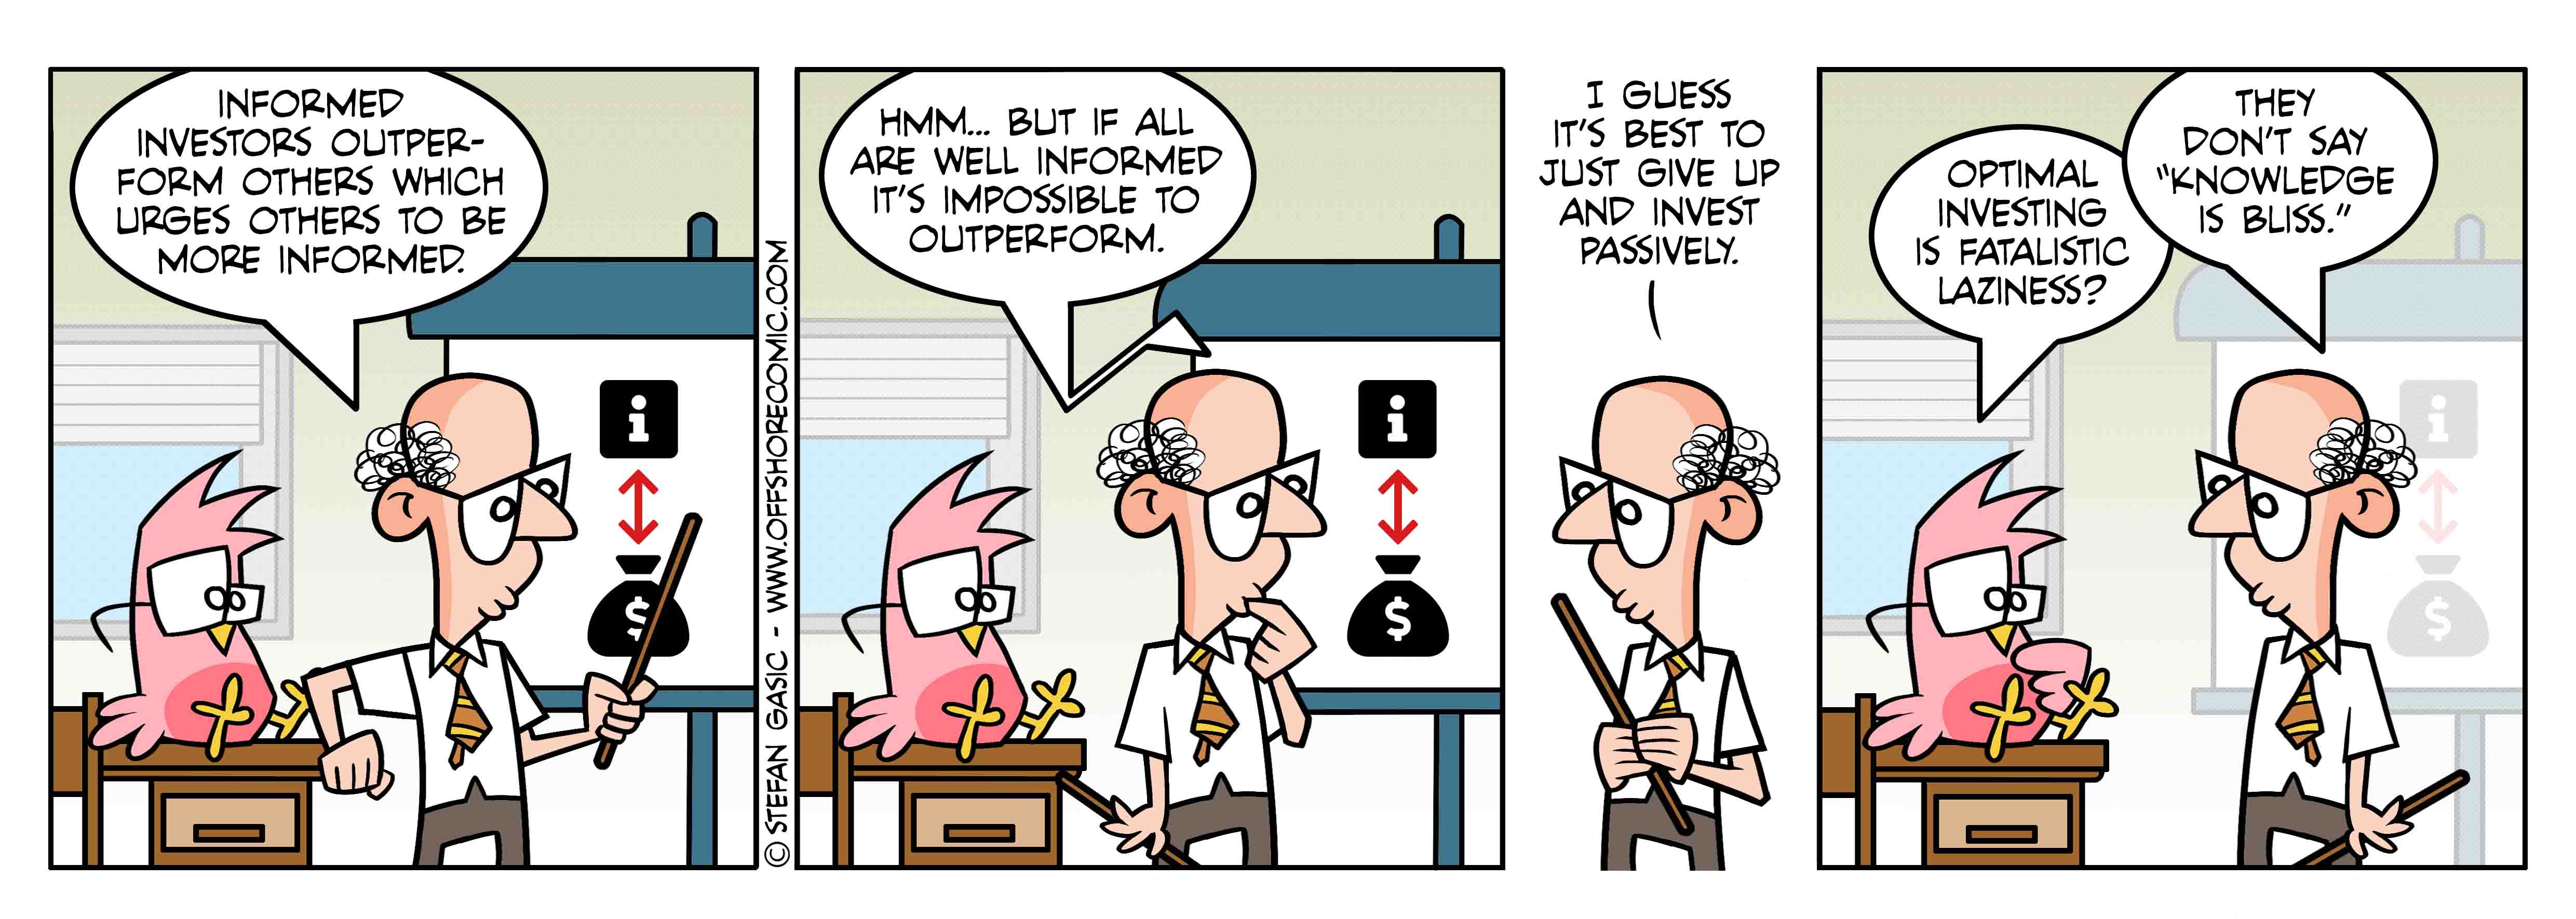 INFORMED
INVESTORS OUTPER-
FORM OTHERS WHICH
URGES OTHERS TO BE
MORE INFORMED.
i
$
© STEFAN GASIC - WWW.OFFSHORECOMIC.COM
HMM... BUT IF ALL
ARE WELL INFORMED
IT'S IMPOSSIBLE TO
OUTPERFORM.
i
$
I GUESS
IT'S BEST TO
JUST GIVE UP
AND INVEST
PASSIVELY.
OPTIMAL
INVESTING
IS FATALISTIC
LAZINESS?
THEY
DON'T SAY
"KNOWLEDGE
IS BLISS."
i
$